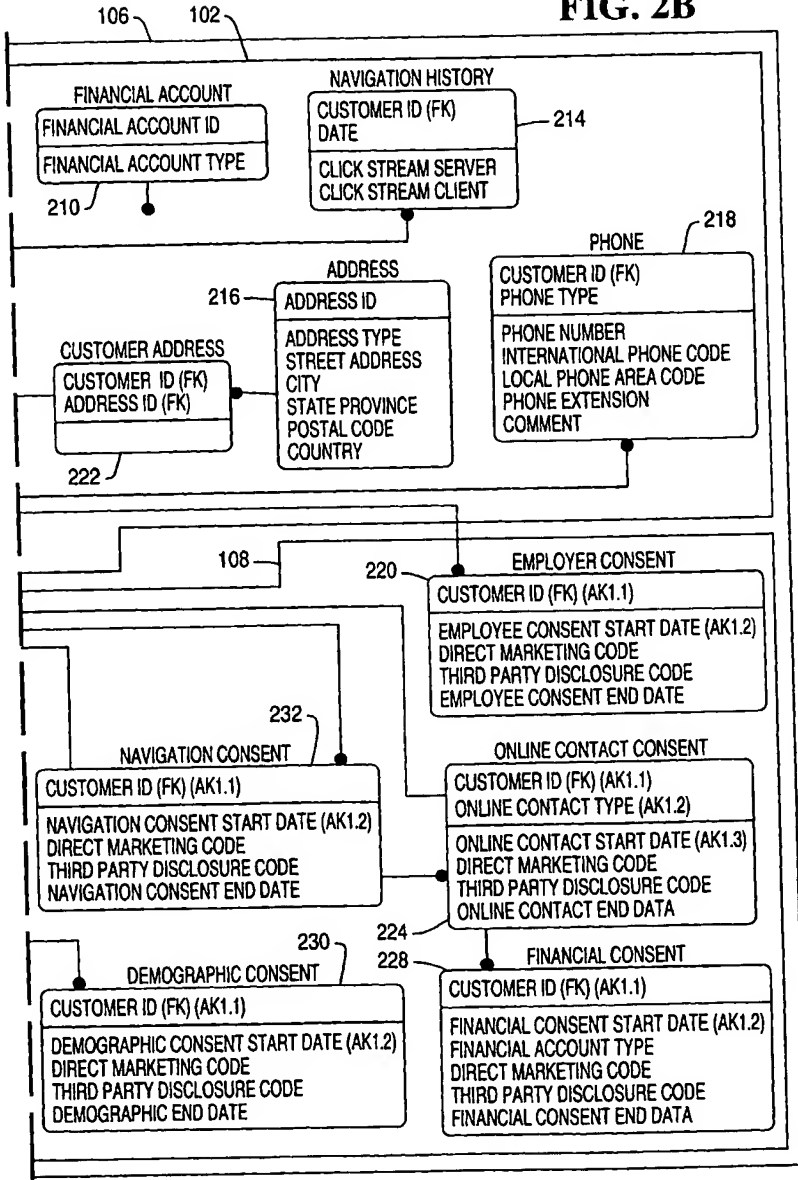 FIG. 2B
106
102
FINANCIAL ACCOUNT
FINANCIAL ACCOUNT ID
FINANCIAL ACCOUNT TYPE
210
NAVIGATION HISTORY
CUSTOMER ID (FK)
DATE
CLICK STREAM SERVER
CLICK STREAM CLIENT
214
ADDRESS
216
ADDRESS ID
ADDRESS TYPE
STREET ADDRESS
CITY
STATE PROVINCE
POSTAL CODE
COUNTRY
PHONE
218
CUSTOMER ID (FK)
PHONE TYPE
PHONE NUMBER
INTERNATIONAL PHONE CODE
LOCAL PHONE AREA CODE
PHONE EXTENSION
COMMENT
CUSTOMER ADDRESS
CUSTOMER ID (FK)
ADDRESS ID (FK)
222
108
EMPLOYER CONSENT
220
CUSTOMER ID (FK) (AK1.1)
EMPLOYEE CONSENT START DATE (AK1.2)
DIRECT MARKETING CODE
THIRD PARTY DISCLOSURE CODE
EMPLOYEE CONSENT END DATE
232
NAVIGATION CONSENT
CUSTOMER ID (FK) (AK1.1)
NAVIGATION CONSENT START DATE (AK1.2)
DIRECT MARKETING CODE
THIRD PARTY DISCLOSURE CODE
NAVIGATION CONSENT END DATE
ONLINE CONTACT CONSENT
CUSTOMER ID (FK) (AK1.1)
ONLINE CONTACT TYPE (AK1.2)
ONLINE CONTACT START DATE (AK1.3)
DIRECT MARKETING CODE
THIRD PARTY DISCLOSURE CODE
ONLINE CONTACT END DATA
224
230
DEMOGRAPHIC CONSENT
CUSTOMER ID (FK) (AK1.1)
DEMOGRAPHIC CONSENT START DATE (AK1.2)
DIRECT MARKETING CODE
THIRD PARTY DISCLOSURE CODE
DEMOGRAPHIC END DATE
228
FINANCIAL CONSENT
CUSTOMER ID (FK) (AK1.1)
FINANCIAL CONSENT START DATE (AK1.2)
FINANCIAL ACCOUNT TYPE
DIRECT MARKETING CODE
THIRD PARTY DISCLOSURE CODE
FINANCIAL CONSENT END DATA